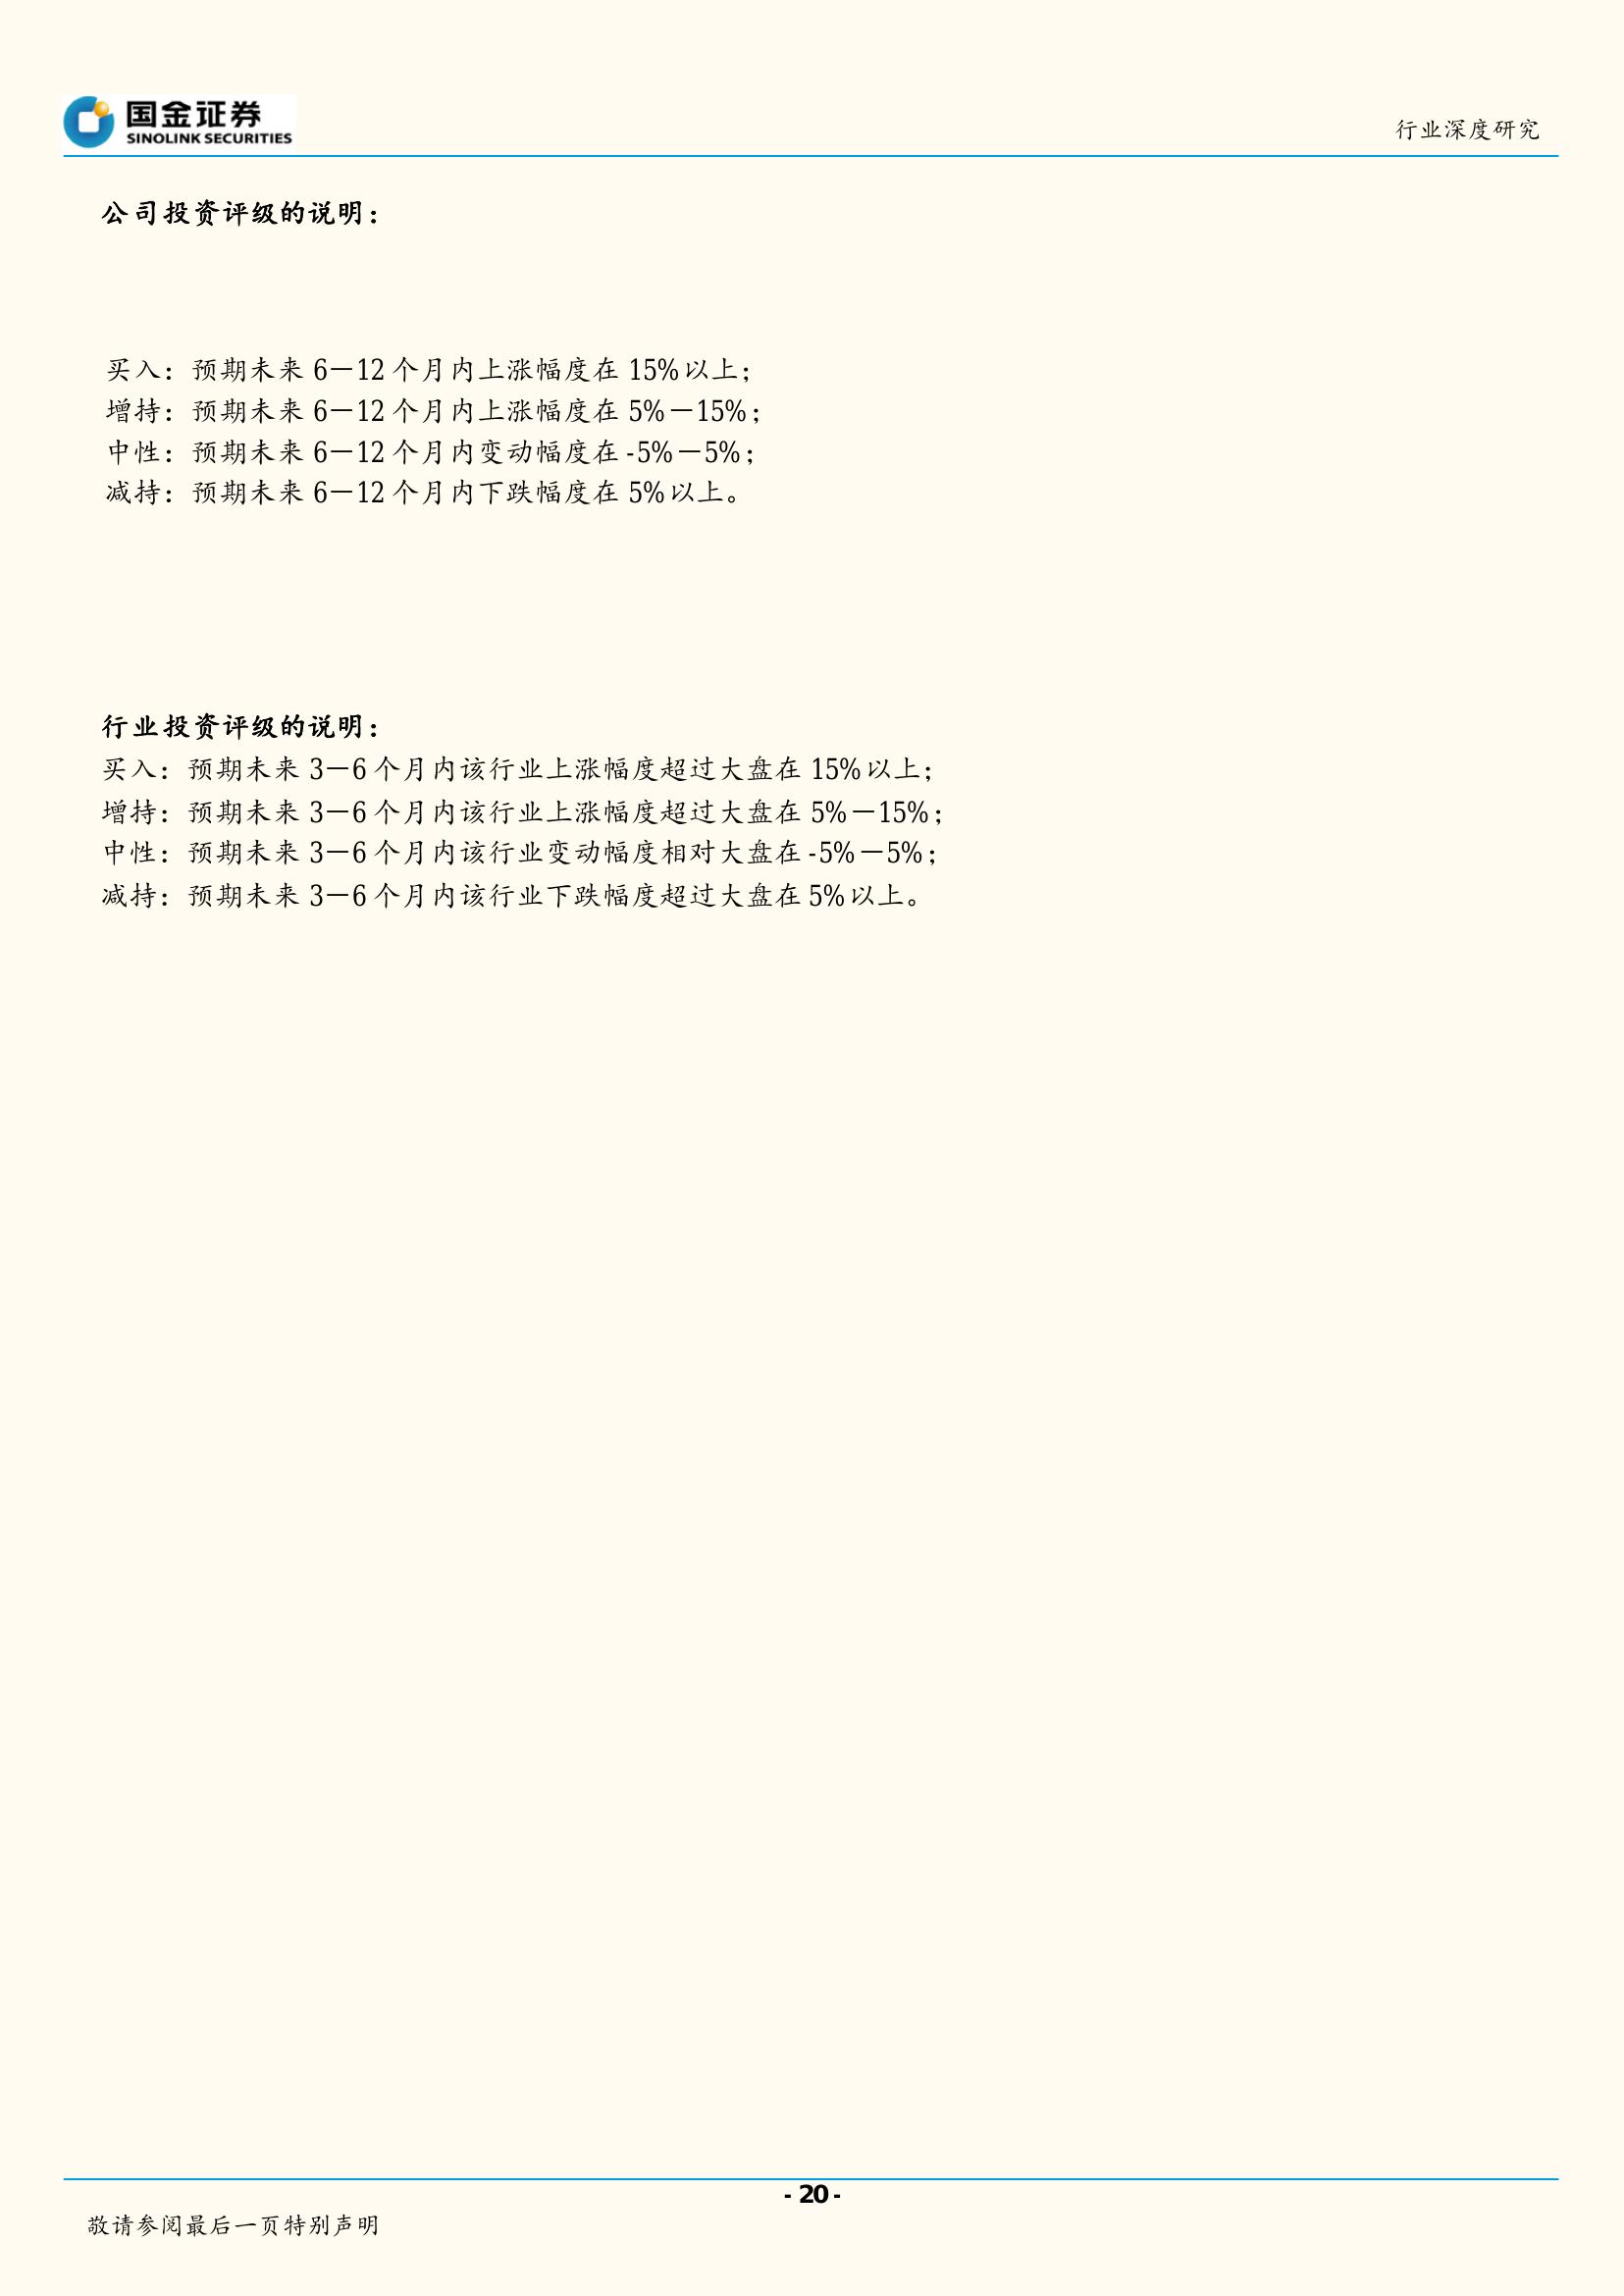 国金证券
SINOLINK SECURITIES
行业深度研究
公司投资评级的说明：
买入：预期未来 6－12 个月内上涨幅度在 15%以上；
增持：预期未来 6－12 个月内上涨幅度在 5%－15%；
中性：预期未来 6－12 个月内变动幅度在 -5%－5%；
减持：预期未来 6－12 个月内下跌幅度在 5%以上。
行业投资评级的说明：
买入：预期未来 3－6 个月内该行业上涨幅度超过大盘在 15%以上；
增持：预期未来 3－6 个月内该行业上涨幅度超过大盘在 5%－15%；
中性：预期未来 3－6 个月内该行业变动幅度相对大盘在 -5%－5%；
减持：预期未来 3－6 个月内该行业下跌幅度超过大盘在 5%以上。
- 20 -
敬请参阅最后一页特别声明